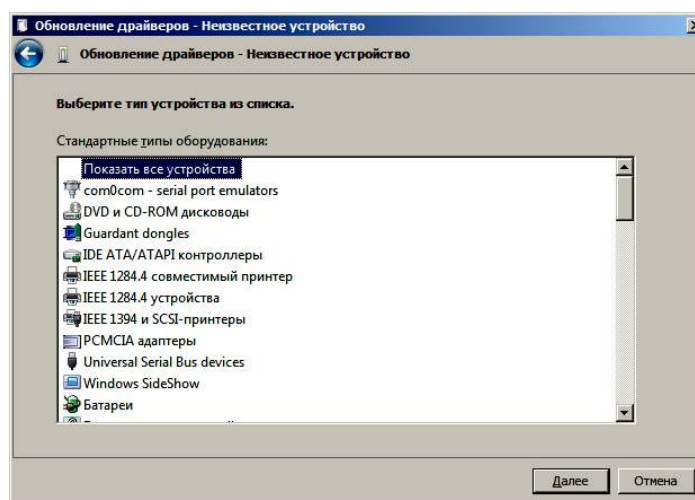 Обновление драйверов - Неизвестное устройство
Обновление драйверов - Неизвестное устройство
Выберите тип устройства из списка.
Стандартные типы оборудования:
Показать все устройства
com0com - serial port emulators
DVD и CD-ROM дисководы
Guardant dongles
IDE ATA/ATAPI контроллеры
IEEE 1284.4 совместимый принтер
IEEE 1284.4 устройства
IEEE 1394 и SCSI-принтеры
PCMCIA адаптеры
Universal Serial Bus devices
Windows SideShow
Батареи
Далее
Отмена